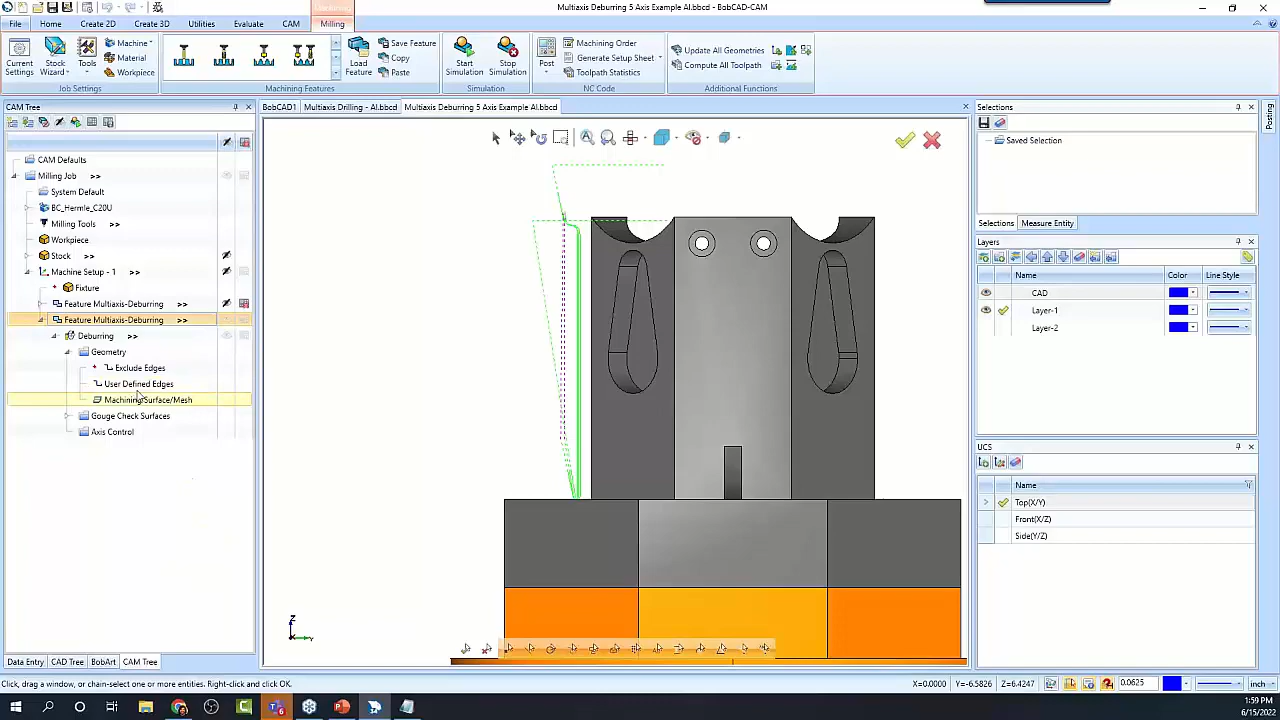 Multiaxis Deburring 5 Axis Example AI.bbcd - BobCAD-CAM
Machining
File Home Create 2D Create 3D Utilities Evaluate CAM Milling
Current Settings
Stock Wizard
Tools
Machine
Material
Workpiece
Job Settings
Load Feature
Save Feature
Copy
Paste
Machining Features
Start Simulation
Stop Simulation
Simulation
Post
Machining Order
Generate Setup Sheet
Toolpath Statistics
NC Code
Update All Geometries
Compute All Toolpath
Additional Functions
CAM Tree
BobCAD1 Multiaxis Drilling - AI.bbcd Multiaxis Deburring 5 Axis Example AI.bbcd
CAM Defaults
Milling Job >>
System Default
BC_Hermle_C20U
Milling Tools >>
Workpiece
Stock >>
Machine Setup - 1 >>
Fixture
Feature Multiaxis-Deburring >>
Feature Multiaxis-Deburring >>
Deburring >>
Geometry
Exclude Edges
User Defined Edges
Machining Surface/Mesh
Gouge Check Surfaces
Axis Control
Z
Y
Data Entry CAD Tree BobArt CAM Tree
Selections
Saved Selection
Selections Measure Entity
Posting
Layers
Name Color Line Style
CAD
Layer-1
Layer-2
UCS
Name
Top(X/Y)
Front(X/Z)
Side(Y/Z)
Click, drag a window, or chain-select one or more entities. Right-click and click OK.
X=0.0000 Y=-6.5826 Z=6.4247 0.0625 inch
1:59 PM
6/15/2022